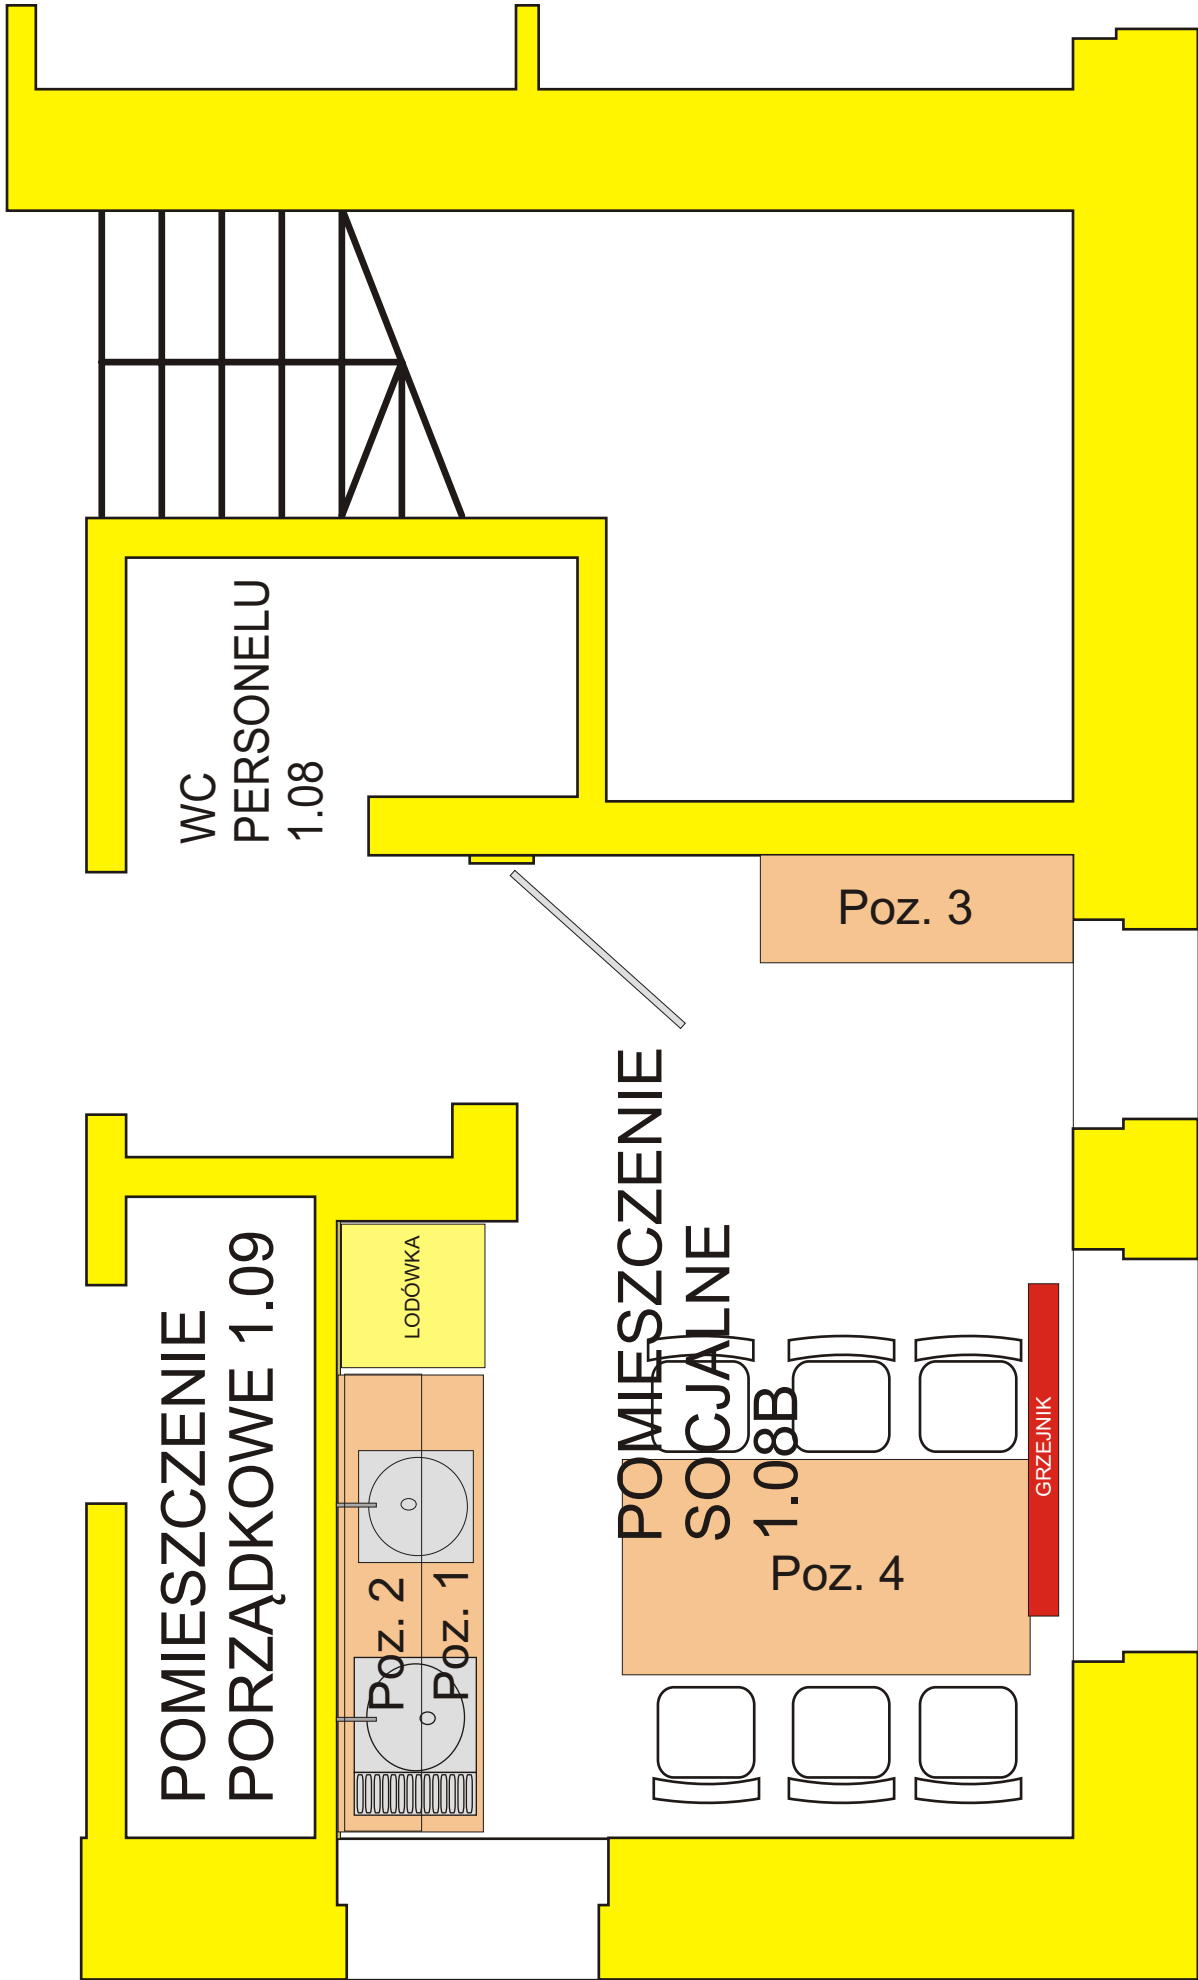 WC
PERSONELU
1.08
Poz. 3
POMIESZCZENIE
SOCJALNE
1.08B
POMIESZCZENIE
PORZĄDKOWE 1.09
LODÓWKA
GRZEJNIK
Poz. 4
Poz. 2
Poz. 1